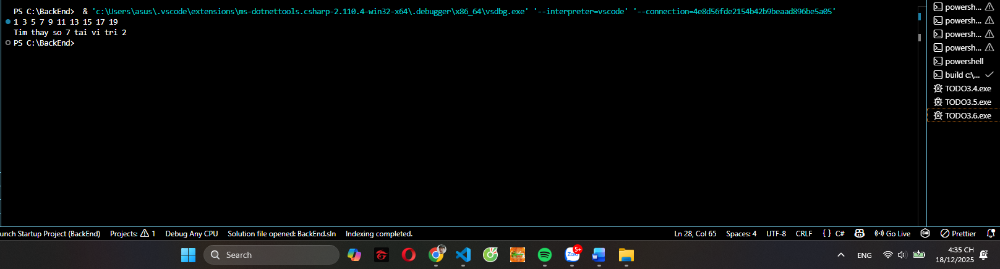 PS C:\BackEnd>  & 'c:\Users\asus\.vscode\extensions\ms-dotnettools.csharp-2.110.4-win32-x64\.debugger\x86_64\vsdbg.exe' '--interpreter=vscode' '--connection=4e8d56fde2154b42b9beaad896be5a05'
1 3 5 7 9 11 13 15 17 19
Tim thay so 7 tai vi tri 2
PS C:\BackEnd>
powersh...
powersh...
powersh...
powersh...
powershell
build c:\...
TODO3.4.exe
TODO3.5.exe
TODO3.6.exe
unch Startup Project (BackEnd) Projects: 1 Debug Any CPU Solution file opened: BackEnd.sln Indexing completed. Ln 28, Col 65 Spaces: 4 UTF-8 CRLF { } C# Go Live C# Prettier
Search Zalo 5+ W ENG 4:35 CH
18/12/2025